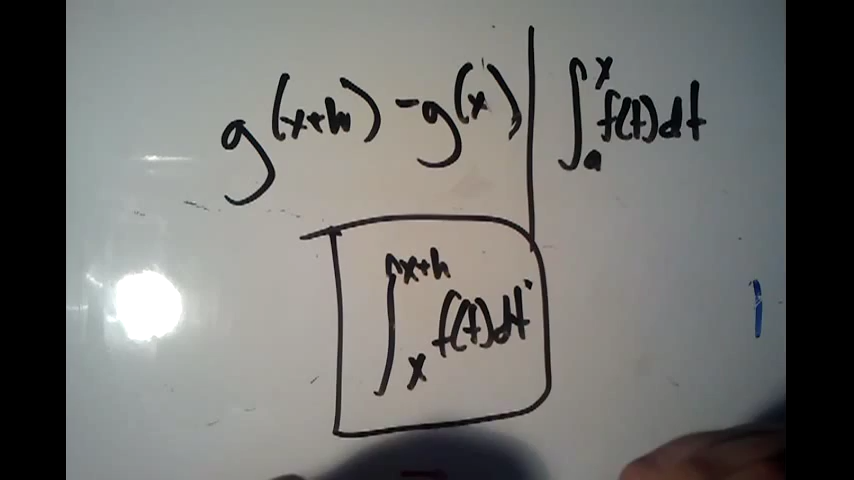 g(x+h) - g(x)
∫ₐˣ f(t)dt
∫ₓˣ⁺ʰ f(t)dt